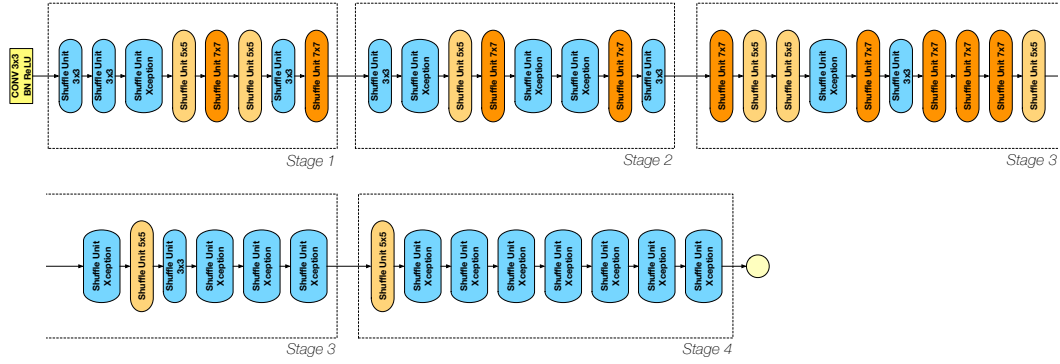 CONV 3x3
BN ReLU
Shuffle Unit
3x3
Shuffle Unit
3x3
Shuffle Unit
Xception
Shuffle Unit 5x5
Shuffle Unit 7x7
Shuffle Unit 5x5
Shuffle Unit
3x3
Shuffle Unit 7x7
Stage 1
Shuffle Unit
3x3
Shuffle Unit
Xception
Shuffle Unit 5x5
Shuffle Unit 7x7
Shuffle Unit
Xception
Shuffle Unit
Xception
Shuffle Unit 7x7
Shuffle Unit
3x3
Stage 2
Shuffle Unit 7x7
Shuffle Unit 5x5
Shuffle Unit 5x5
Shuffle Unit
Xception
Shuffle Unit 7x7
Shuffle Unit
3x3
Shuffle Unit 7x7
Shuffle Unit 7x7
Shuffle Unit 7x7
Shuffle Unit 5x5
Stage 3
Shuffle Unit
Xception
Shuffle Unit 5x5
Shuffle Unit
3x3
Shuffle Unit
Xception
Shuffle Unit
Xception
Shuffle Unit
Xception
Stage 3
Shuffle Unit 5x5
Shuffle Unit
Xception
Shuffle Unit
Xception
Shuffle Unit
Xception
Shuffle Unit
Xception
Shuffle Unit
Xception
Shuffle Unit
Xception
Shuffle Unit
Xception
Stage 4